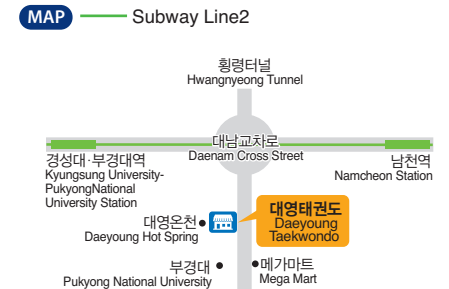 MAP
Subway Line2
횡령터널
Hwangnyeong Tunnel
대남교차로
Daenam Cross Street
경성대·부경대역
Kyungsung University-
PukyongNational
University Station
남천역
Namcheon Station
대영온천
Daeyoung Hot Spring
대영태권도
Daeyoung
Taekwondo
부경대
Pukyong National University
메가마트
Mega Mart